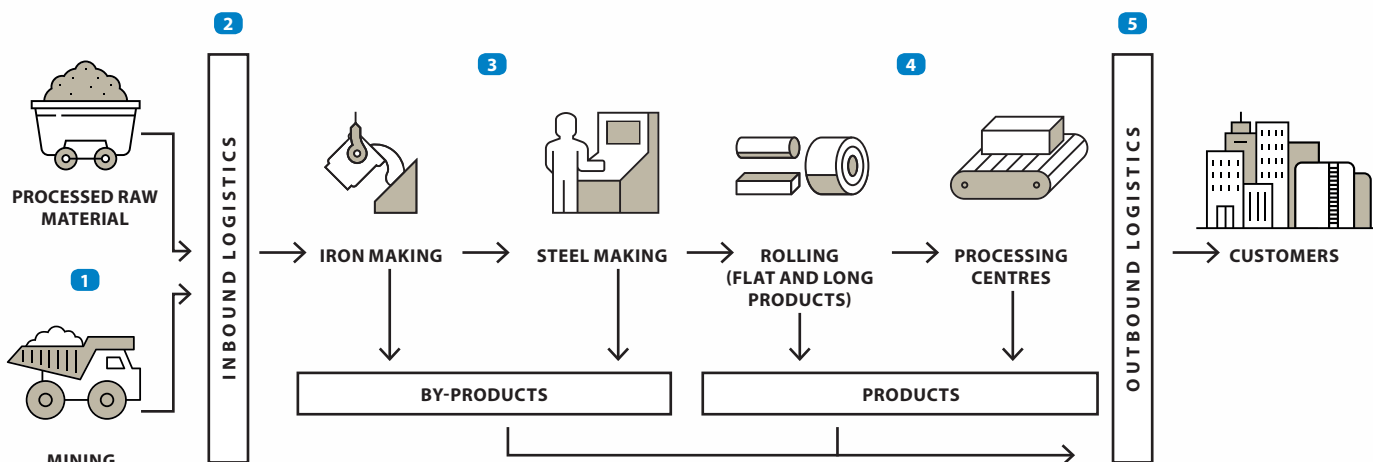 2
5
3
4
PROCESSED RAW
MATERIAL
1
MINING
INBOUND LOGISTICS
IRON MAKING
STEEL MAKING
ROLLING
(FLAT AND LONG
PRODUCTS)
PROCESSING
CENTRES
BY-PRODUCTS
PRODUCTS
OUTBOUND LOGISTICS
CUSTOMERS